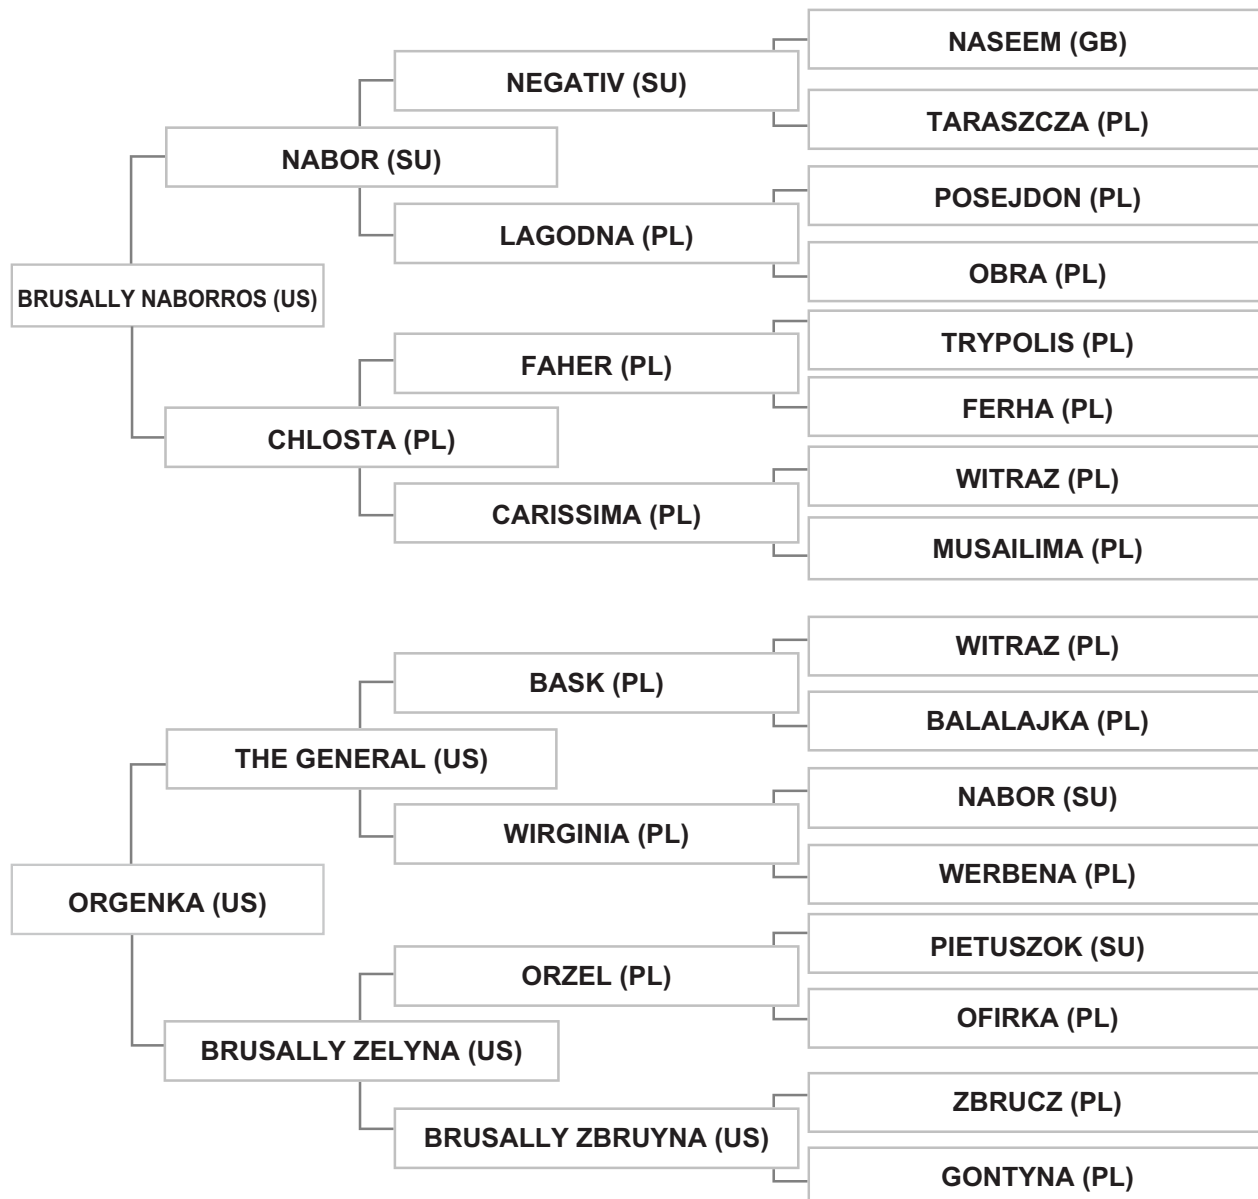 NASEEM (GB)
NEGATIV (SU)
TARASZCZA (PL)
NABOR (SU)
POSEJDON (PL)
LAGODNA (PL)
OBRA (PL)
BRUSALLY NABORROS (US)
TRYPOLIS (PL)
FAHER (PL)
FERHA (PL)
CHLOSTA (PL)
WITRAZ (PL)
CARISSIMA (PL)
MUSAILIMA (PL)
WITRAZ (PL)
BASK (PL)
BALALAJKA (PL)
THE GENERAL (US)
NABOR (SU)
WIRGINIA (PL)
WERBENA (PL)
ORGENKA (US)
PIETUSZOK (SU)
ORZEL (PL)
OFIRKA (PL)
BRUSALLY ZELYNA (US)
ZBRUCZ (PL)
BRUSALLY ZBRUYNA (US)
GONTYNA (PL)